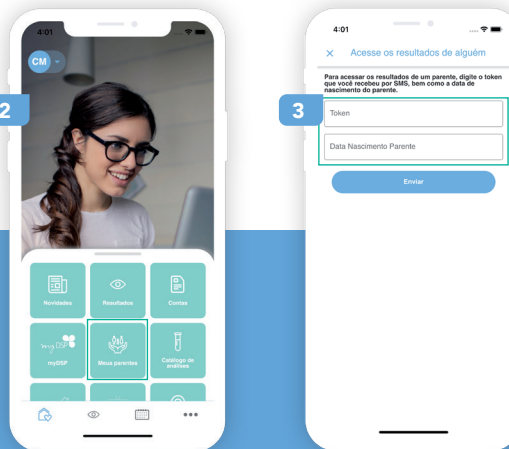 2
4:01
CM
Novidades
Resultados
Contas
myDSP
myDSP
Meus parentes
Catálogo de
análises
3
4:01
Acesse os resultados de alguém
Para acessar os resultados de um parente, digite o token
que você recebeu por SMS, bem como a data de
nascimento do parente.
Token
Data Nascimento Parente
Enviar